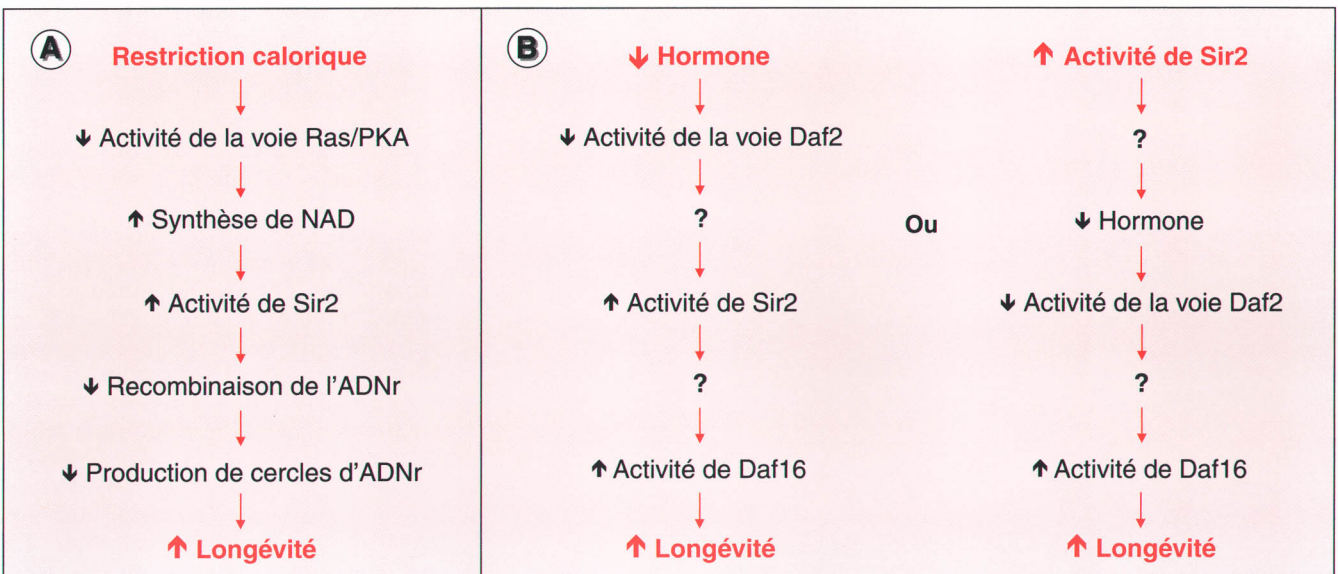 A
Restriction calorique
↓ Activité de la voie Ras/PKA
↑ Synthèse de NAD
↑ Activité de Sir2
↓ Recombinaison de l'ADNr
↓ Production de cercles d'ADNr
↑ Longévité
B
↓ Hormone
↓ Activité de la voie Daf2
?
↑ Activité de Sir2
?
↑ Activité de Daf16
↑ Longévité
Ou
↑ Activité de Sir2
?
↓ Hormone
↓ Activité de la voie Daf2
?
↑ Activité de Daf16
↑ Longévité